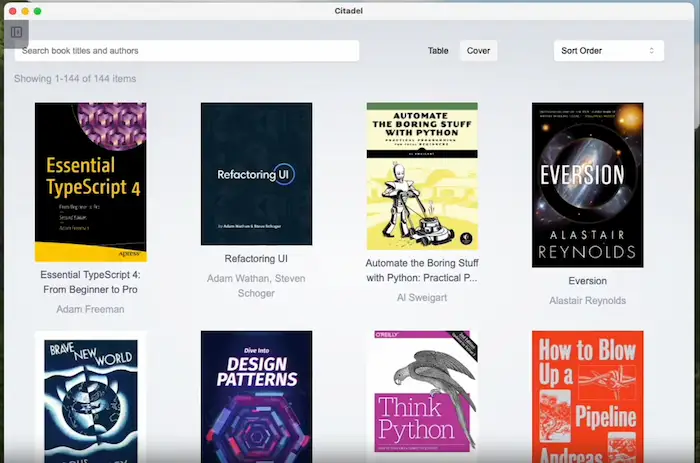 Citadel
Search book titles and authors
Table
Cover
Sort Order
Showing 1-144 of 144 items
Essential
TypeScript 4
From Beginner to Pro
Second Edition
Adam Freeman
Apress
Refactoring UI
by Adam Wathan & Steve Schoger
AUTOMATE
THE BORING STUFF
WITH PYTHON
PRACTICAL PROGRAMMING
FOR TOTAL BEGINNERS
AL SWEIGART
EVERSION
ALASTAIR
REYNOLDS
Essential TypeScript 4:
From Beginner to Pro
Adam Freeman
Refactoring UI
Adam Wathan, Steven
Schoger
Automate the Boring Stuff
with Python: Practical P...
Al Sweigart
Eversion
Alastair Reynolds
BRAVE NEW
WORLD
Dive Into
DESIGN
PATTERNS
O'REILLY
Think
Python
How to Blow
Up a
Pipeline
Andreas